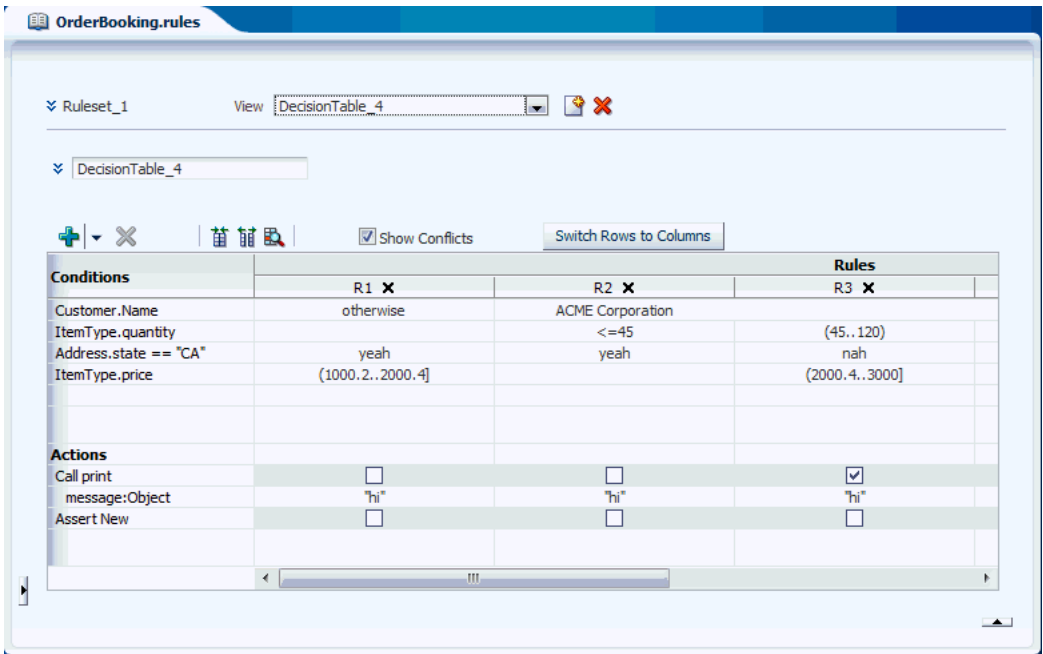 OrderBooking.rules
Ruleset_1 View DecisionTable_4
DecisionTable_4
Show Conflicts Switch Rows to Columns
Conditions Rules
R1 R2 R3
Customer.Name otherwise ACME Corporation
ItemType.quantity <=45 (45..120)
Address.state == "CA" yeah yeah nah
ItemType.price (1000.2..2000.4] (2000.4..3000]
Actions
Call print
message:Object "hi" "hi" "hi"
Assert New